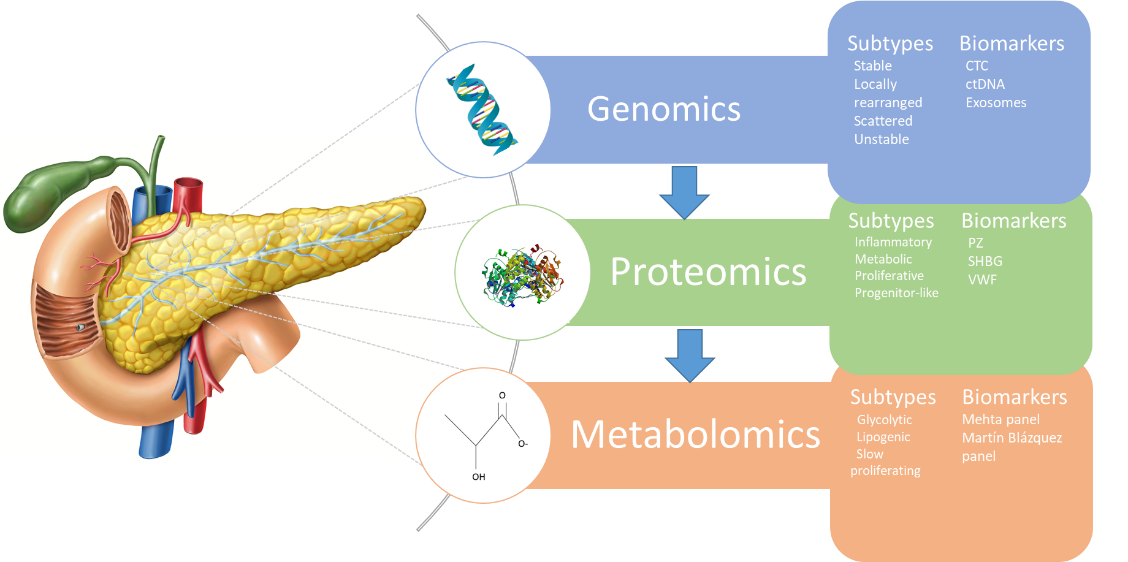 Genomics
Subtypes
Stable
Locally
rearranged
Scattered
Unstable
Biomarkers
CTC
ctDNA
Exosomes
Proteomics
Subtypes
Inflammatory
Metabolic
Proliferative
Progenitor-like
Biomarkers
PZ
SHBG
VWF
O
O-
OH
Metabolomics
Subtypes
Glycolytic
Lipogenic
Slow
proliferating
Biomarkers
Mehta panel
Martín Blázquez
panel